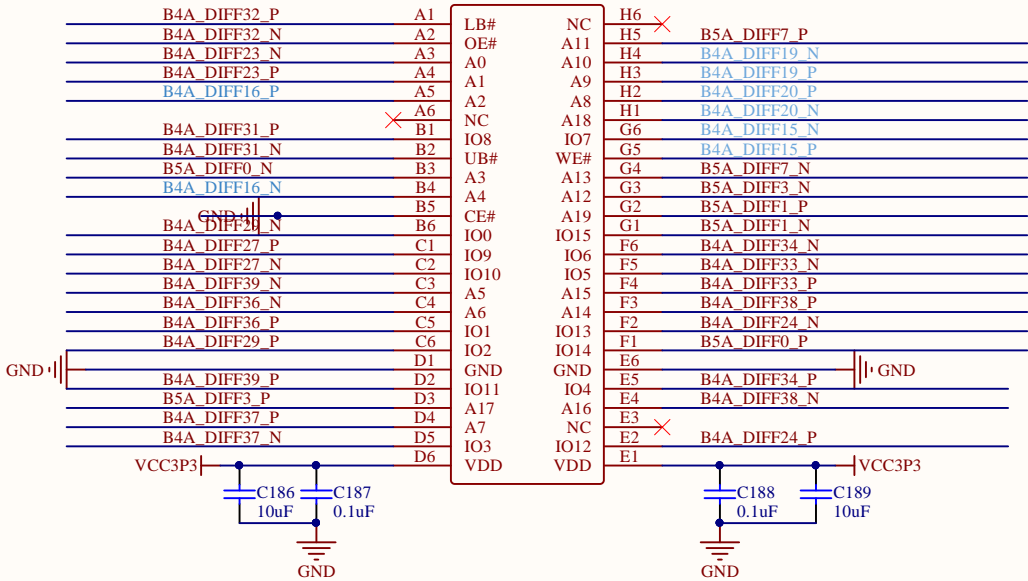 B4A_DIFF32_P A1 LB# NC H6
B4A_DIFF32_N A2 OE# A11 H5 B5A_DIFF7_P
B4A_DIFF23_N A3 A0 A10 H4 B4A_DIFF19_N
B4A_DIFF23_P A4 A1 A9 H3 B4A_DIFF19_P
B4A_DIFF16_P A5 A2 A8 H2 B4A_DIFF20_P
A6 NC A18 H1 B4A_DIFF20_N
B4A_DIFF31_P B1 IO8 IO7 G6 B4A_DIFF15_N
B4A_DIFF31_N B2 UB# WE# G5 B4A_DIFF15_P
B5A_DIFF0_N B3 A3 A13 G4 B5A_DIFF7_N
B4A_DIFF16_N B4 A4 A12 G3 B5A_DIFF3_N
GND B5 CE# A19 G2 B5A_DIFF1_P
B4A_DIFF29_N B6 IO0 IO15 G1 B5A_DIFF1_N
B4A_DIFF27_P C1 IO9 IO6 F6 B4A_DIFF34_N
B4A_DIFF27_N C2 IO10 IO5 F5 B4A_DIFF33_N
B4A_DIFF39_N C3 A5 A15 F4 B4A_DIFF33_P
B4A_DIFF36_N C4 A6 A14 F3 B4A_DIFF38_P
B4A_DIFF36_P C5 IO1 IO13 F2 B4A_DIFF24_N
B4A_DIFF29_P C6 IO2 IO14 F1 B5A_DIFF0_P
GND D1 GND GND E6 GND
B4A_DIFF39_P D2 IO11 IO4 E5 B4A_DIFF34_P
B5A_DIFF3_P D3 A17 A16 E4 B4A_DIFF38_N
B4A_DIFF37_P D4 A7 NC E3
B4A_DIFF37_N D5 IO3 IO12 E2 B4A_DIFF24_P
VCC3P3 D6 VDD VDD E1 VCC3P3
C186 C187 C188 C189
10uF 0.1uF 0.1uF 10uF
GND GND